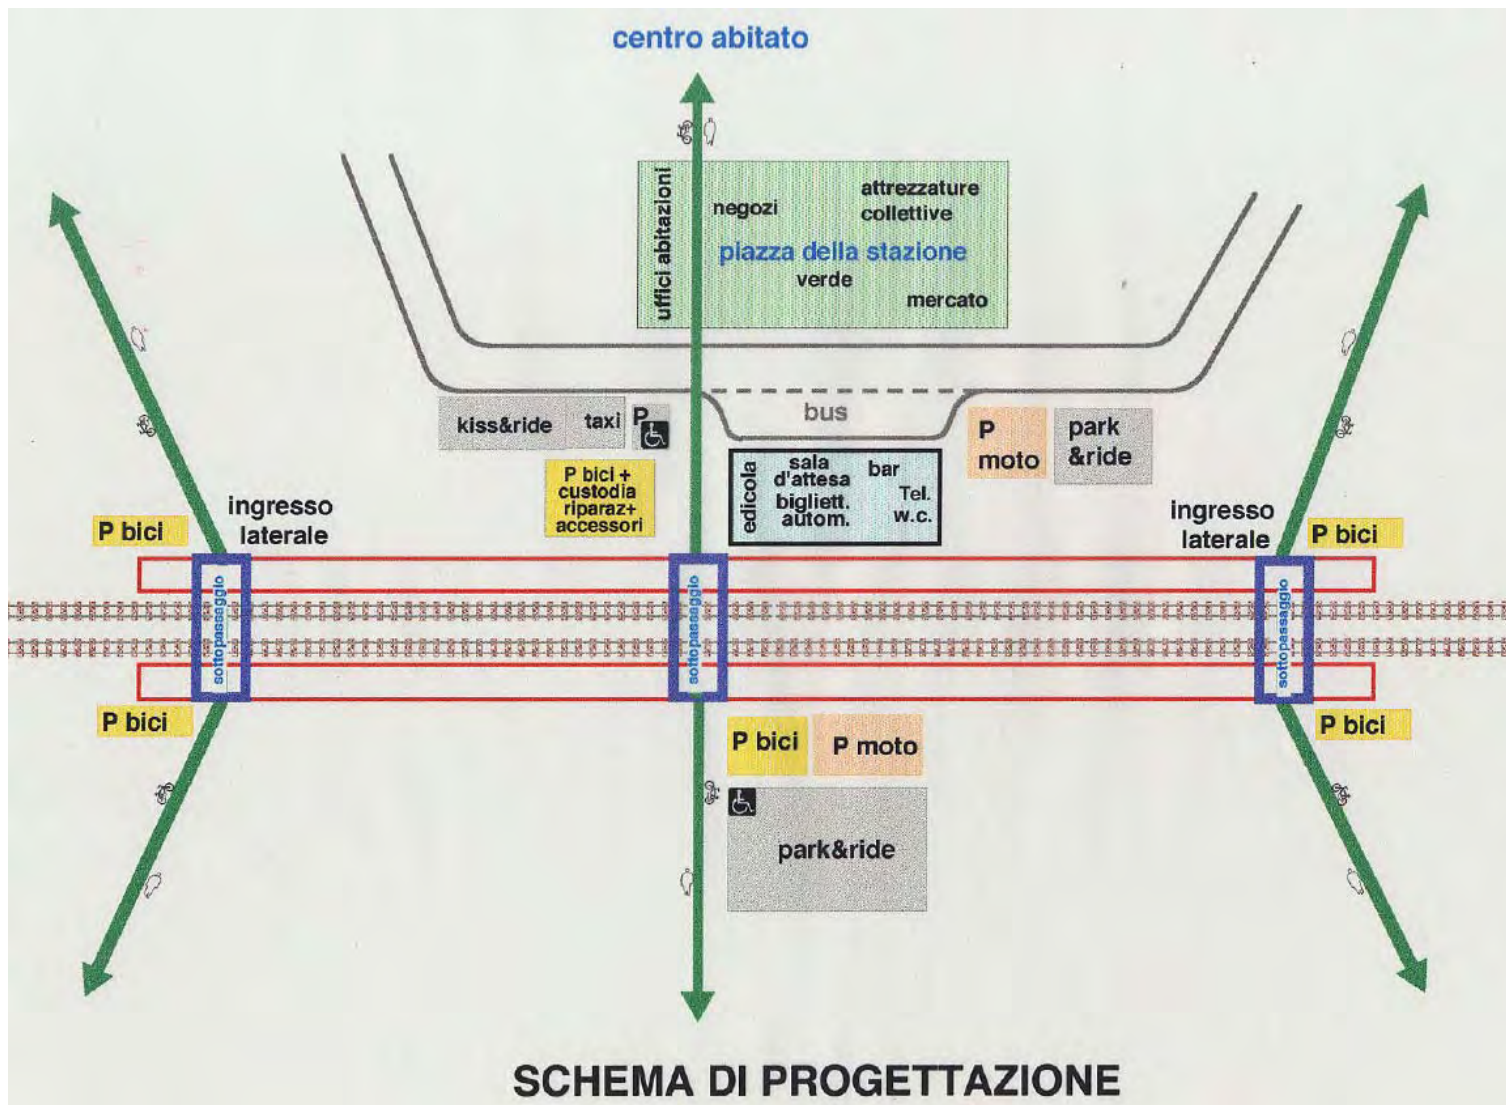 centro abitato
uffici abitazioni
negozi
attrezzature
collettive
piazza della stazione
verde
mercato
kiss&ride
taxi
P
bus
P
moto
park
&ride
P bici +
custodia
riparaz+
accessori
edicola
sala
d'attesa
bigliett.
autom.
bar
Tel.
w.c.
ingresso
laterale
P bici
ingresso
laterale
P bici
sottopassaggio
sottopassaggio
sottopassaggio
P bici
P bici
P moto
P bici
park&ride
SCHEMA DI PROGETTAZIONE